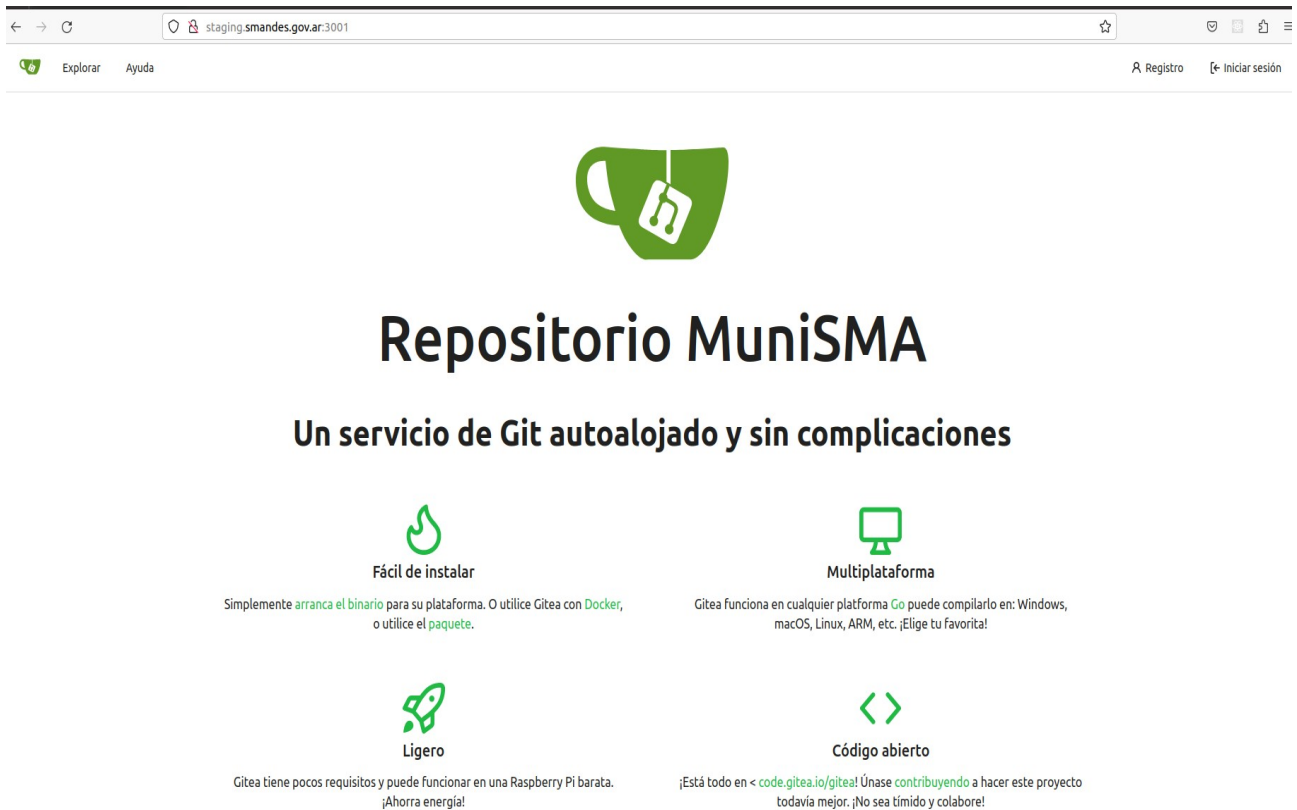 staging.smandes.gov.ar:3001
Explorar Ayuda Registro Iniciar sesión
Repositorio MuniSMA
Un servicio de Git autoalojado y sin complicaciones
Fácil de instalar
Simplemente arranca el binario para su plataforma. O utilice Gitea con Docker,
o utilice el paquete.
Multiplataforma
Gitea funciona en cualquier platforma Go puede compilarlo en: Windows,
macOS, Linux, ARM, etc. ¡Elige tu favorita!
Ligero
Gitea tiene pocos requisitos y puede funcionar en una Raspberry Pi barata.
¡Ahorra energía!
Código abierto
¡Está todo en < code.gitea.io/gitea! Únase contribuyendo a hacer este proyecto
todavía mejor. ¡No sea tímido y colabore!